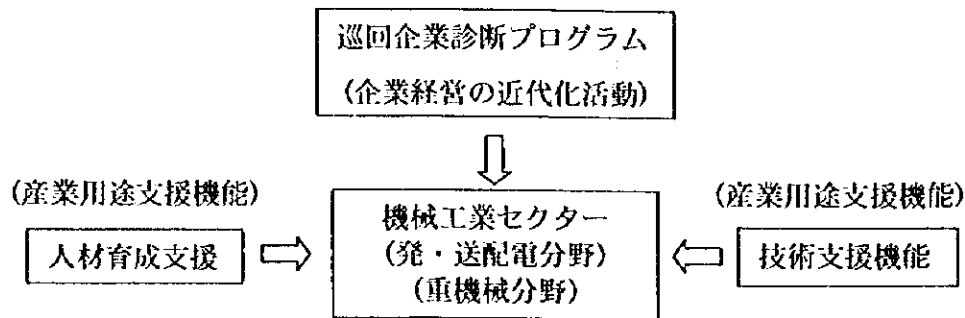 巡回企業診断プログラム
(企業経営の近代化活動)
(産業用途支援機能)
人材育成支援
機械工業セクター
(発・送配電分野)
(重機械分野)
(産業用途支援機能)
技術支援機能